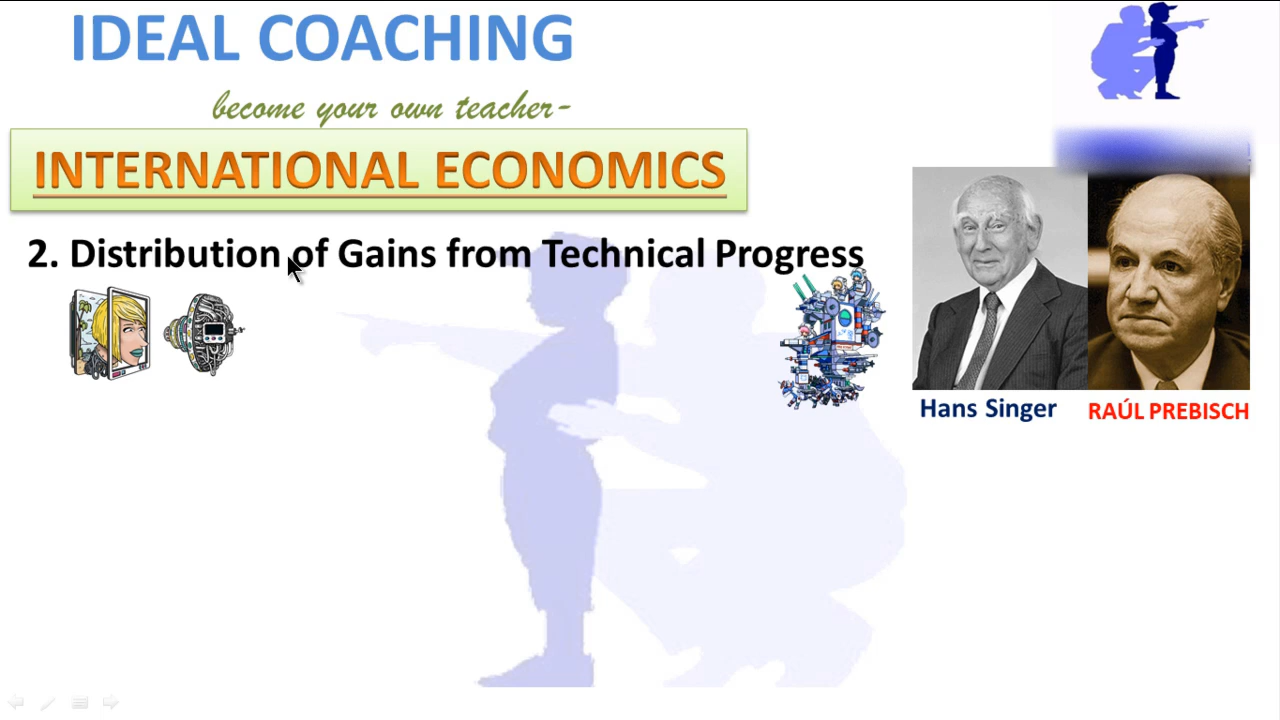 IDEAL COACHING
become your own teacher-
INTERNATIONAL ECONOMICS
2. Distribution of Gains from Technical Progress
Hans Singer
RAÚL PREBISCH